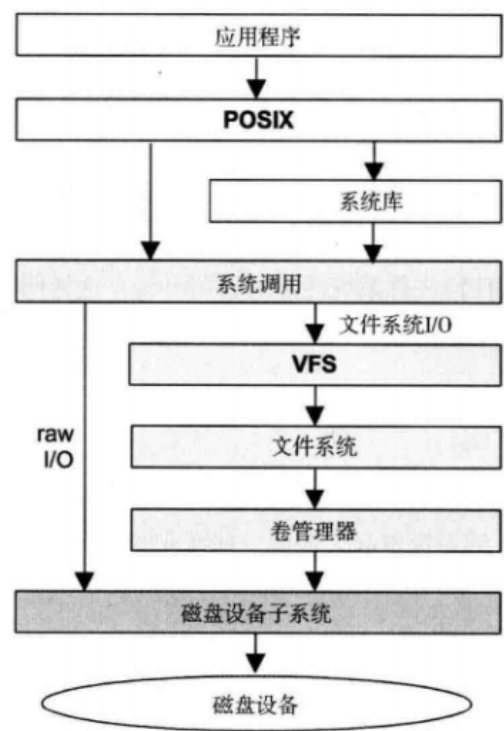 应用程序
POSIX
系统库
系统调用
文件系统I/O
VFS
raw
I/O
文件系统
卷管理器
磁盘设备子系统
磁盘设备